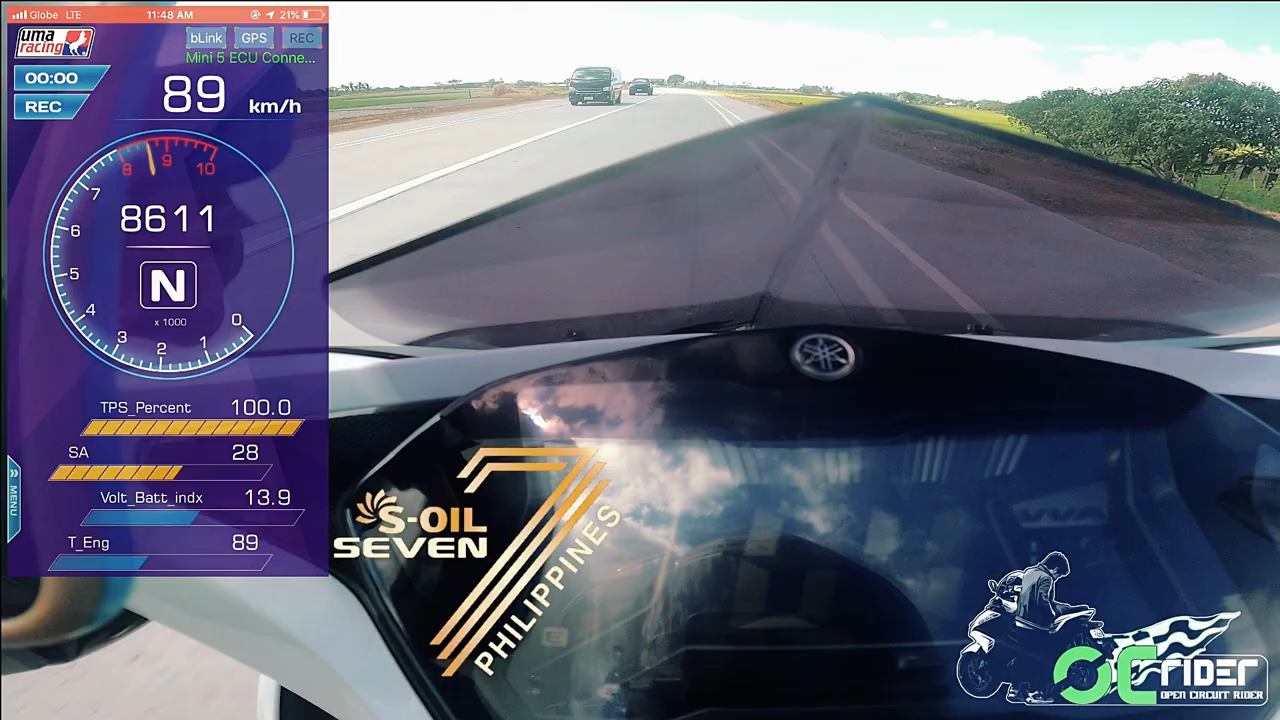 Globe LTE 11:48 AM 21%
uma
racing
bLink GPS REC
Mini 5 ECU Conne...
00:00
REC
89 km/h
0 1 2 3 4 5 6 7 8 9 10
8611
N
x 1000
TPS_Percent 100.0
SA 28
Volt_Batt_indx 13.9
T_Eng 89
MENU
S-OIL
SEVEN
7
PHILIPPINES
OC RIDER
OPEN CIRCUIT RIDER